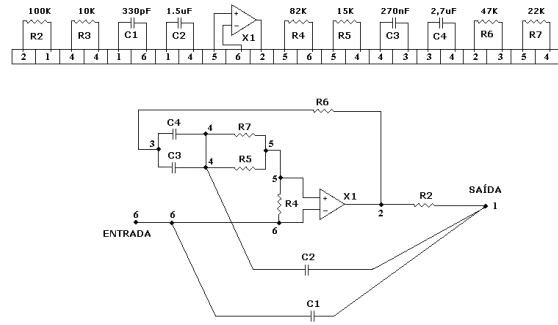 100K 10K 330pF 1.5uF 82K 15K 270nF 2,7uF 47K 22K
R2 R3 C1 C2 + − X1 R4 R5 C3 C4 R6 R7
2 1 4 4 1 6 1 4 5 6 2 5 6 5 4 4 3 4 3 2 3 5 4
R6
C4 4 R7
3 5
C3 4 R5
5
+ X1
R4 − R2 SAÍDA
6 6 6 2 1
ENTRADA
C2
C1